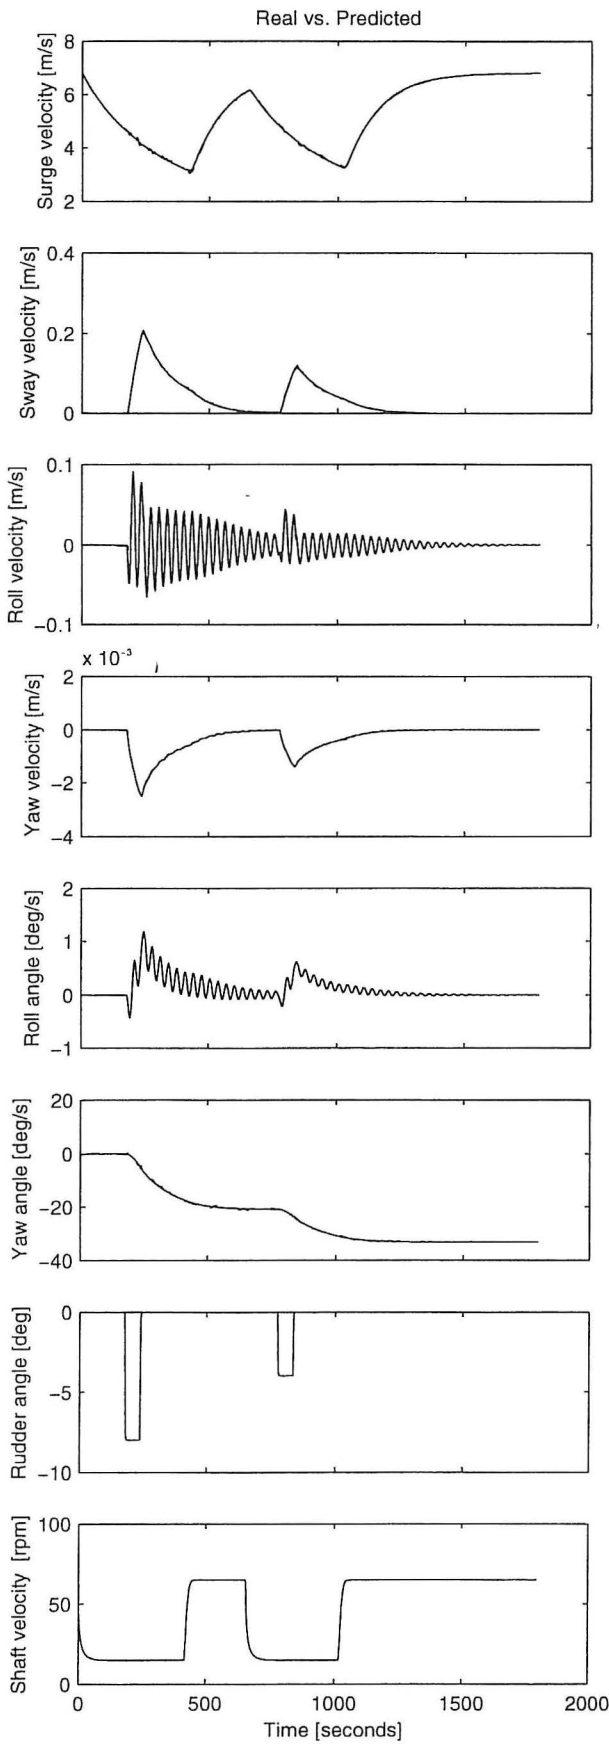 Real vs. Predicted
Surge velocity [m/s]
8
6
4
2
Sway velocity [m/s]
0.4
0.2
0
Roll velocity [m/s]
0.1
0
−0.1
x 10⁻³
Yaw velocity [m/s]
2
0
−2
−4
Roll angle [deg/s]
2
1
0
−1
Yaw angle [deg/s]
20
0
−20
−40
Rudder angle [deg]
0
−5
−10
Shaft velocity [rpm]
100
50
0
0 500 1000 1500 2000
Time [seconds]